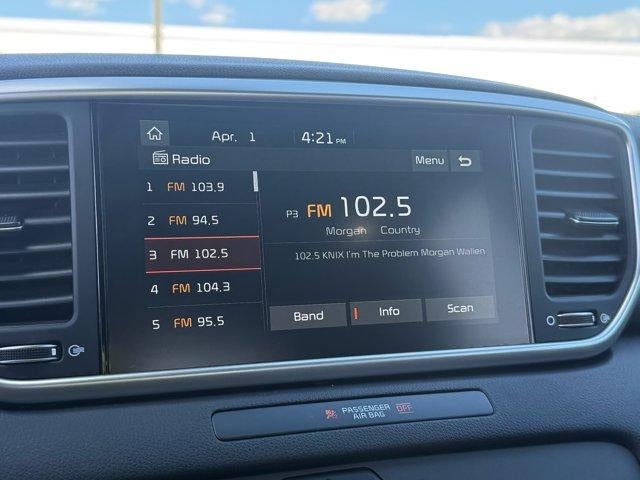 Apr. 1 4:21 PM
Radio Menu
1 FM 103.9
2 FM 94.5
3 FM 102.5
4 FM 104.3
5 FM 95.5
P3 FM 102.5
Morgan Country
102.5 KNIX I'm The Problem Morgan Wallen
Band Info Scan
PASSENGER
AIR BAG OFF